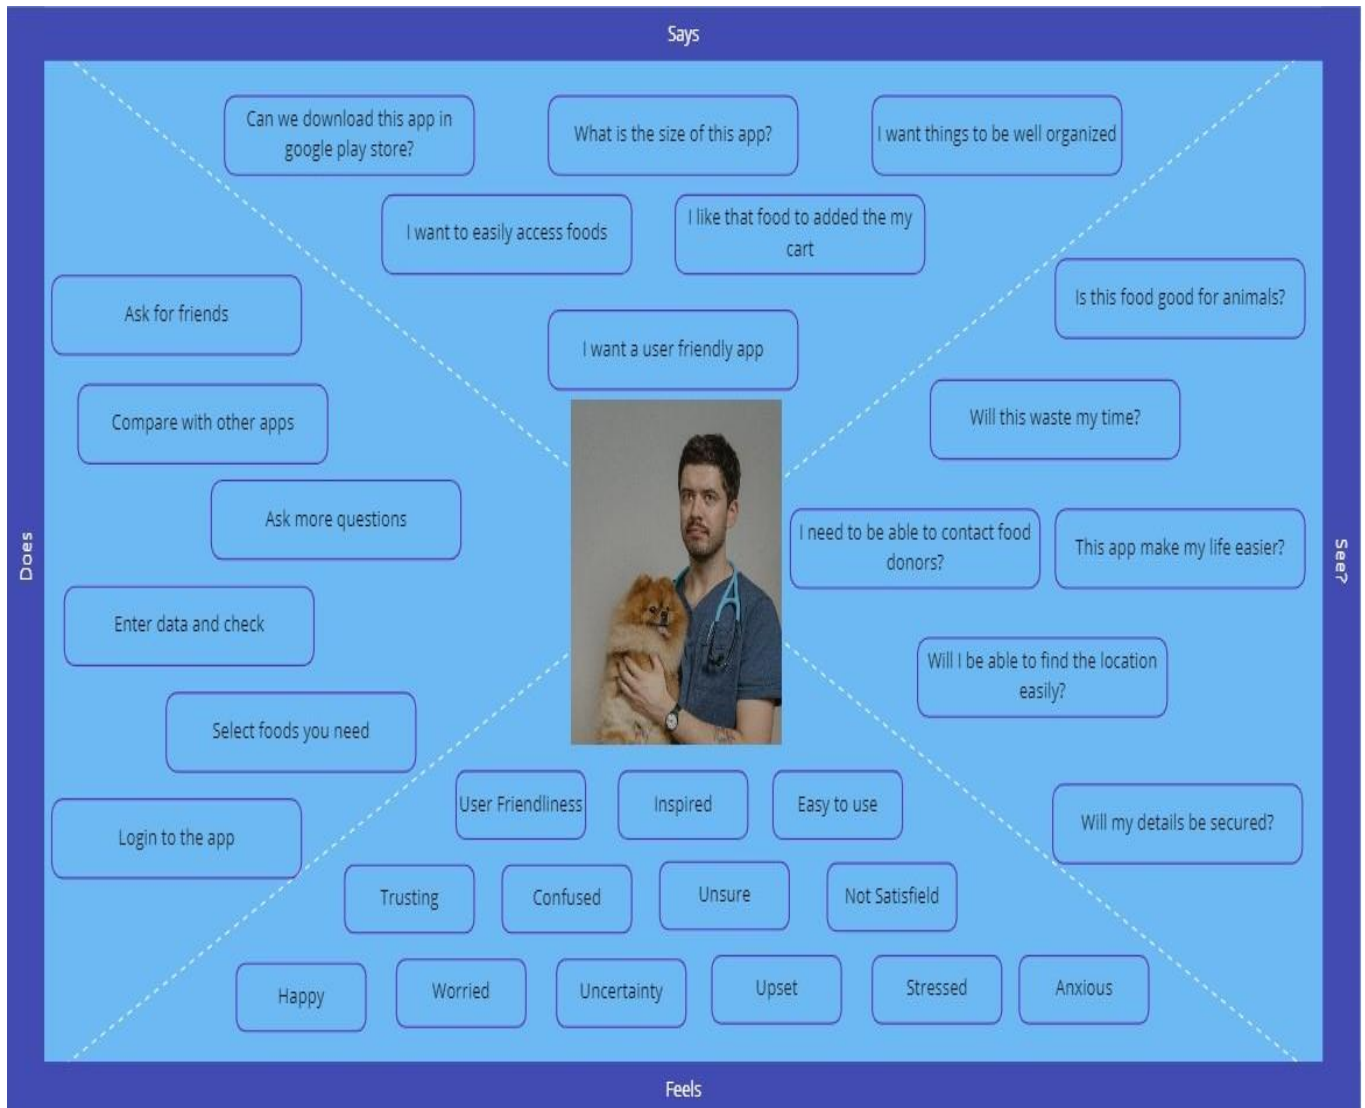 Says
Can we download this app in
google play store?
What is the size of this app?
I want things to be well organized
I want to easily access foods
I like that food to added the my
cart
I want a user friendly app
Does
Ask for friends
Compare with other apps
Ask more questions
Enter data and check
Select foods you need
Login to the app
See?
Is this food good for animals?
Will this waste my time?
I need to be able to contact food
donors?
This app make my life easier?
Will I be able to find the location
easily?
Will my details be secured?
User Friendliness
Inspired
Easy to use
Trusting
Confused
Unsure
Not Satisfield
Happy
Worried
Uncertainty
Upset
Stressed
Anxious
Feels